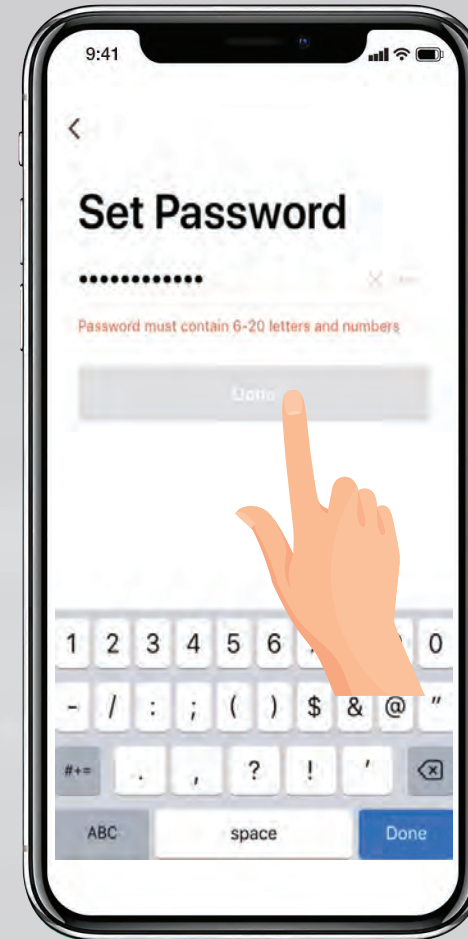 9:41
Set Password
Password must contain 6-20 letters and numbers
Done
1 2 3 4 5 6 0
- / : ; ( ) $ & @ "
#+= . , ? ! '
ABC space Done